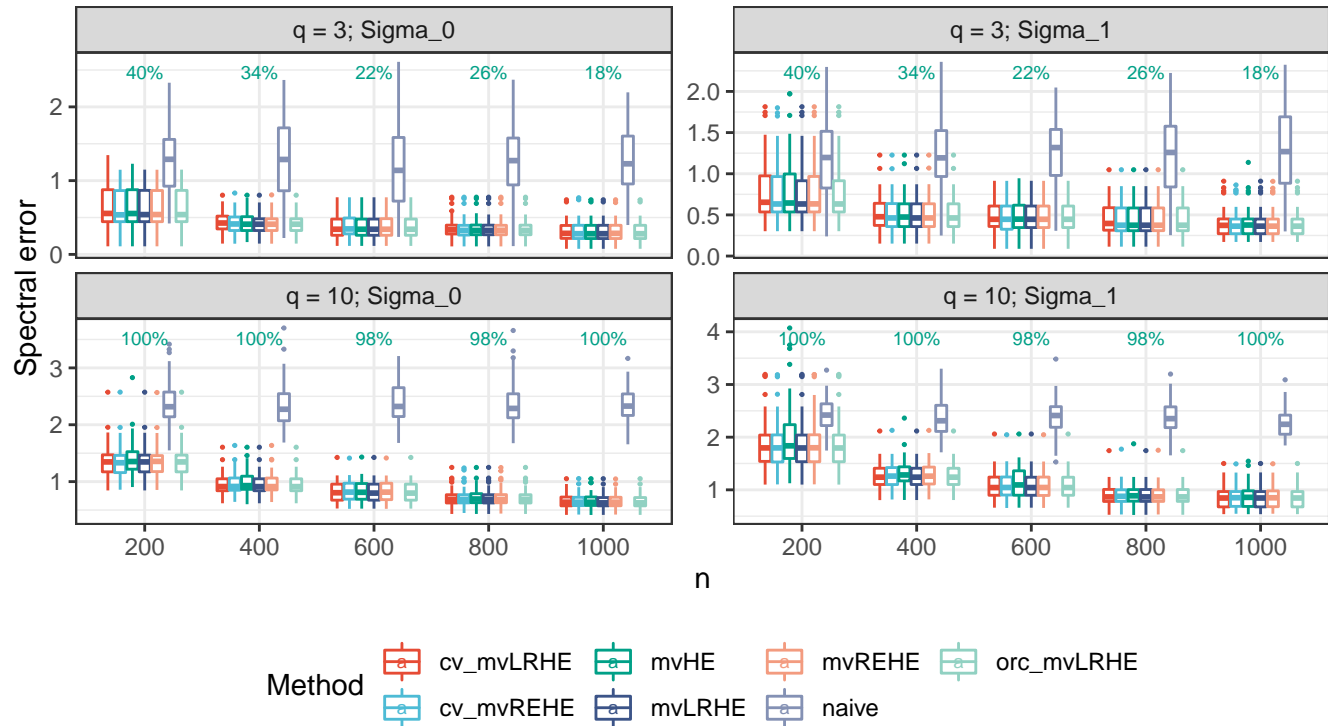 q = 3; Sigma_0
q = 3; Sigma_1
40% 34% 22% 26% 18%
40% 34% 22% 26% 18%
2
1
0
2.0
1.5
1.0
0.5
0.0
q = 10; Sigma_0
q = 10; Sigma_1
100% 100% 98% 98% 100%
100% 100% 98% 98% 100%
3
2
1
4
3
2
1
Spectral error
200 400 600 800 1000
200 400 600 800 1000
n
Method
a cv_mvLRHE a mvHE a mvREHE a orc_mvLRHE
a cv_mvREHE a mvLRHE a naive